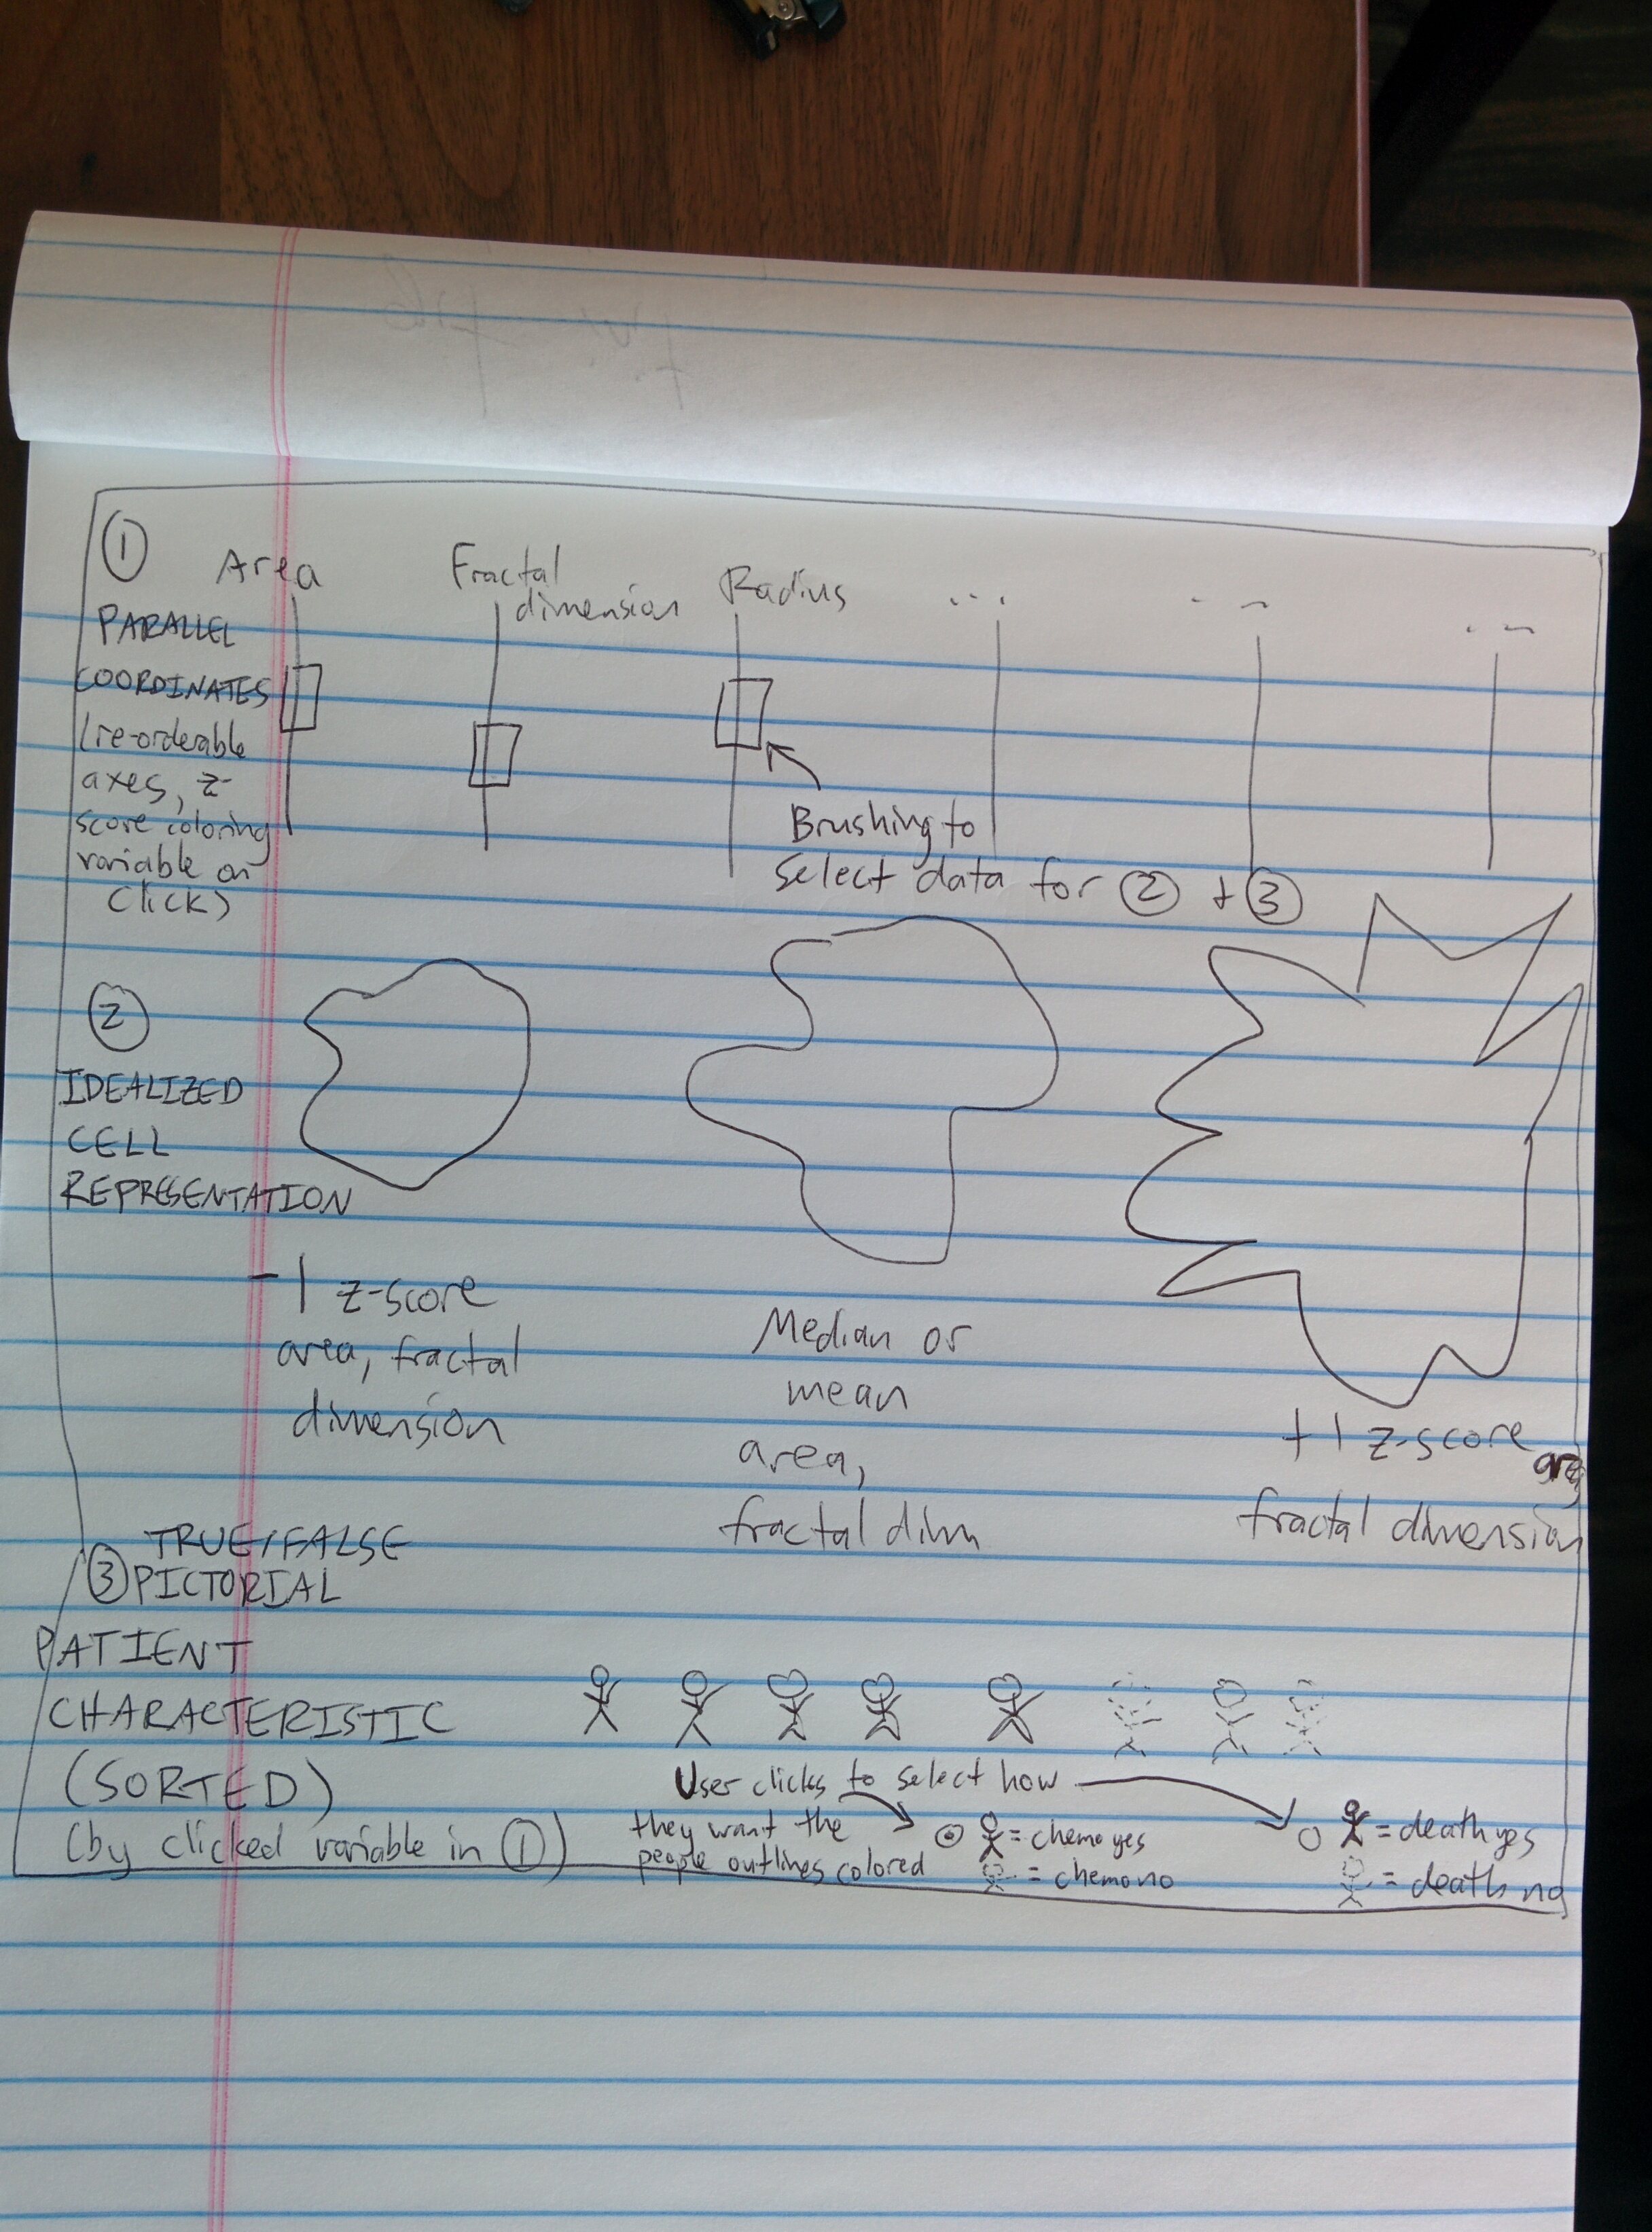 ①
Area
Fractal
dimension
Radius
...
...
...
PARALLEL
COORDINATES
(re-orderable
axes, z-
score coloring
variable on
click)
Brushing to
select data for ② + ③
②
IDEALIZED
CELL
REPRESENTATION
-1 z-score
area, fractal
dimension
Median or
mean
area,
fractal dim
+1 z-score area
fractal dimension
TRUE/FALSE
③ PICTORIAL
PATIENT
CHARACTERISTIC
(SORTED)
(by clicked variable in ①)
User clicks to select how
they want the
people outlines colored
= chemo yes
= chemo no
= death yes
= death no